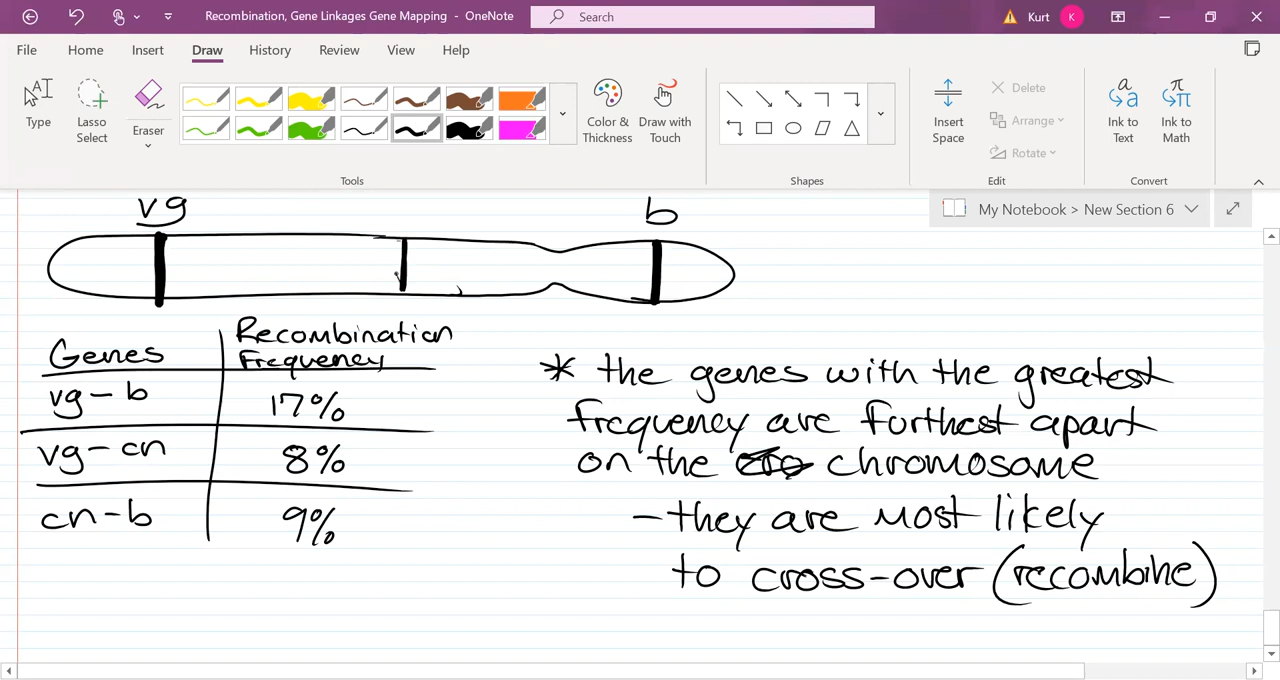 Recombination, Gene Linkages Gene Mapping - OneNote
Search
Kurt
K
File Home Insert Draw History Review View Help
Type
Lasso Select
Eraser
Color & Thickness
Draw with Touch
Insert Space
Delete
Arrange
Rotate
Ink to Text
Ink to Math
Tools
Shapes
Edit
Convert
My Notebook > New Section 6
vg b
Genes Recombination Frequency
vg-b 17%
vg-cn 8%
cn-b 9%
* the genes with the greatest
frequency are furthest apart
on the chromosome
- they are most likely
to cross-over (recombine)